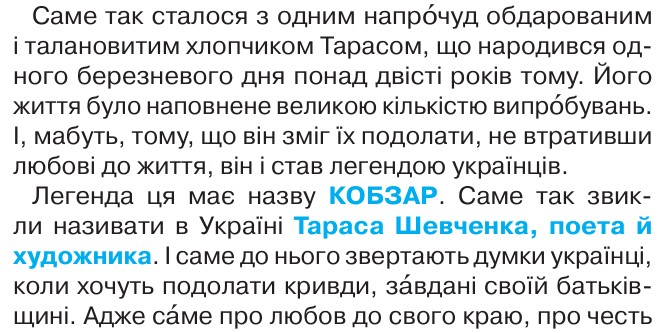 Саме так сталося з одним напро́чуд обдарованим
і талановитим хлопчиком Тарасом, що народився од-
ного березневого дня понад двісті років тому. Його
життя було наповнене великою кількістю випро́бувань.
І, мабуть, тому, що він зміг їх подолати, не втративши
любові до життя, він і став легендою українців.
Легенда ця має назву КОБЗАР. Саме так звик-
ли називати в Україні Тараса Шевченка, поета й
художника. І саме до нього звертають думки українці,
коли хочуть подолати кривди, за́вдані своїй батьків-
щині. Адже са́ме про любов до свого краю, про честь